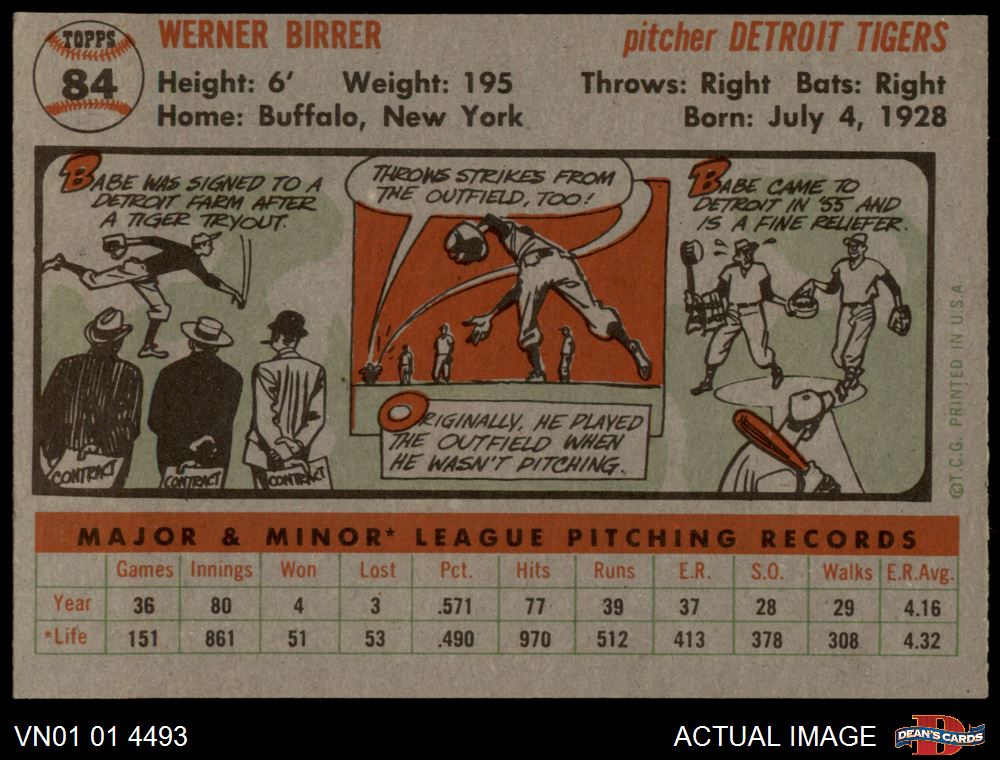 TOPPS
84
WERNER BIRRER
pitcher DETROIT TIGERS
Height: 6' Weight: 195 Throws: Right Bats: Right
Home: Buffalo, New York Born: July 4, 1928
BABE WAS SIGNED TO A
DETROIT FARM AFTER
A TIGER TRYOUT.
CONTRACT
CONTRACT
CONTRACT
THROWS STRIKES FROM
THE OUTFIELD, TOO!
ORIGINALLY, HE PLAYED
THE OUTFIELD WHEN
HE WASN'T PITCHING.
BABE CAME TO
DETROIT IN '55 AND
IS A FINE RELIEFER.
©T.C.G. PRINTED IN U.S.A.
MAJOR & MINOR* LEAGUE PITCHING RECORDS
Games Innings Won Lost Pct. Hits Runs E.R. S.O. Walks E.R.Avg.
Year 36 80 4 3 .571 77 39 37 28 29 4.16
*Life 151 861 51 53 .490 970 512 413 378 308 4.32
VN01 01 4493
ACTUAL IMAGE
D
DEAN'S CARDS